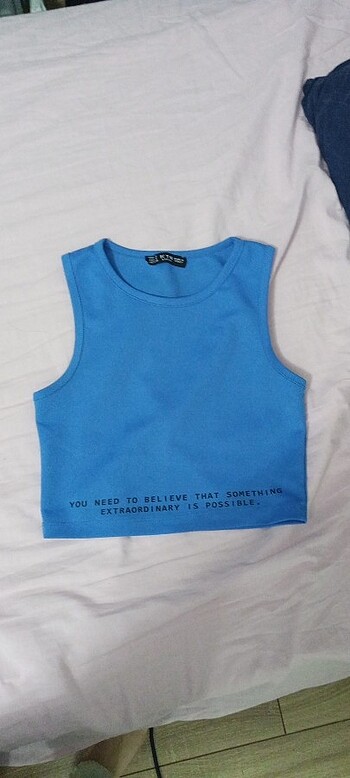 YOU NEED TO BELIEVE THAT SOMETHING
EXTRAORDINARY IS POSSIBLE.